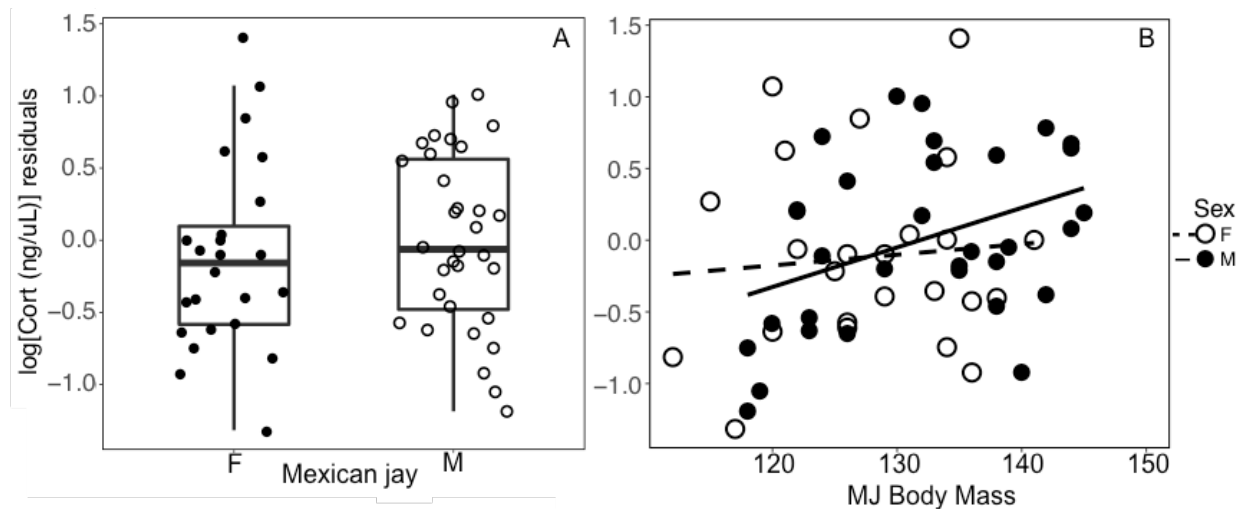 A
log[Cort (ng/uL)] residuals
1.5
1.0
0.5
0.0
−0.5
−1.0
F
M
Mexican jay
B
1.5
1.0
0.5
0.0
−0.5
−1.0
120
130
140
150
MJ Body Mass
Sex
F
M